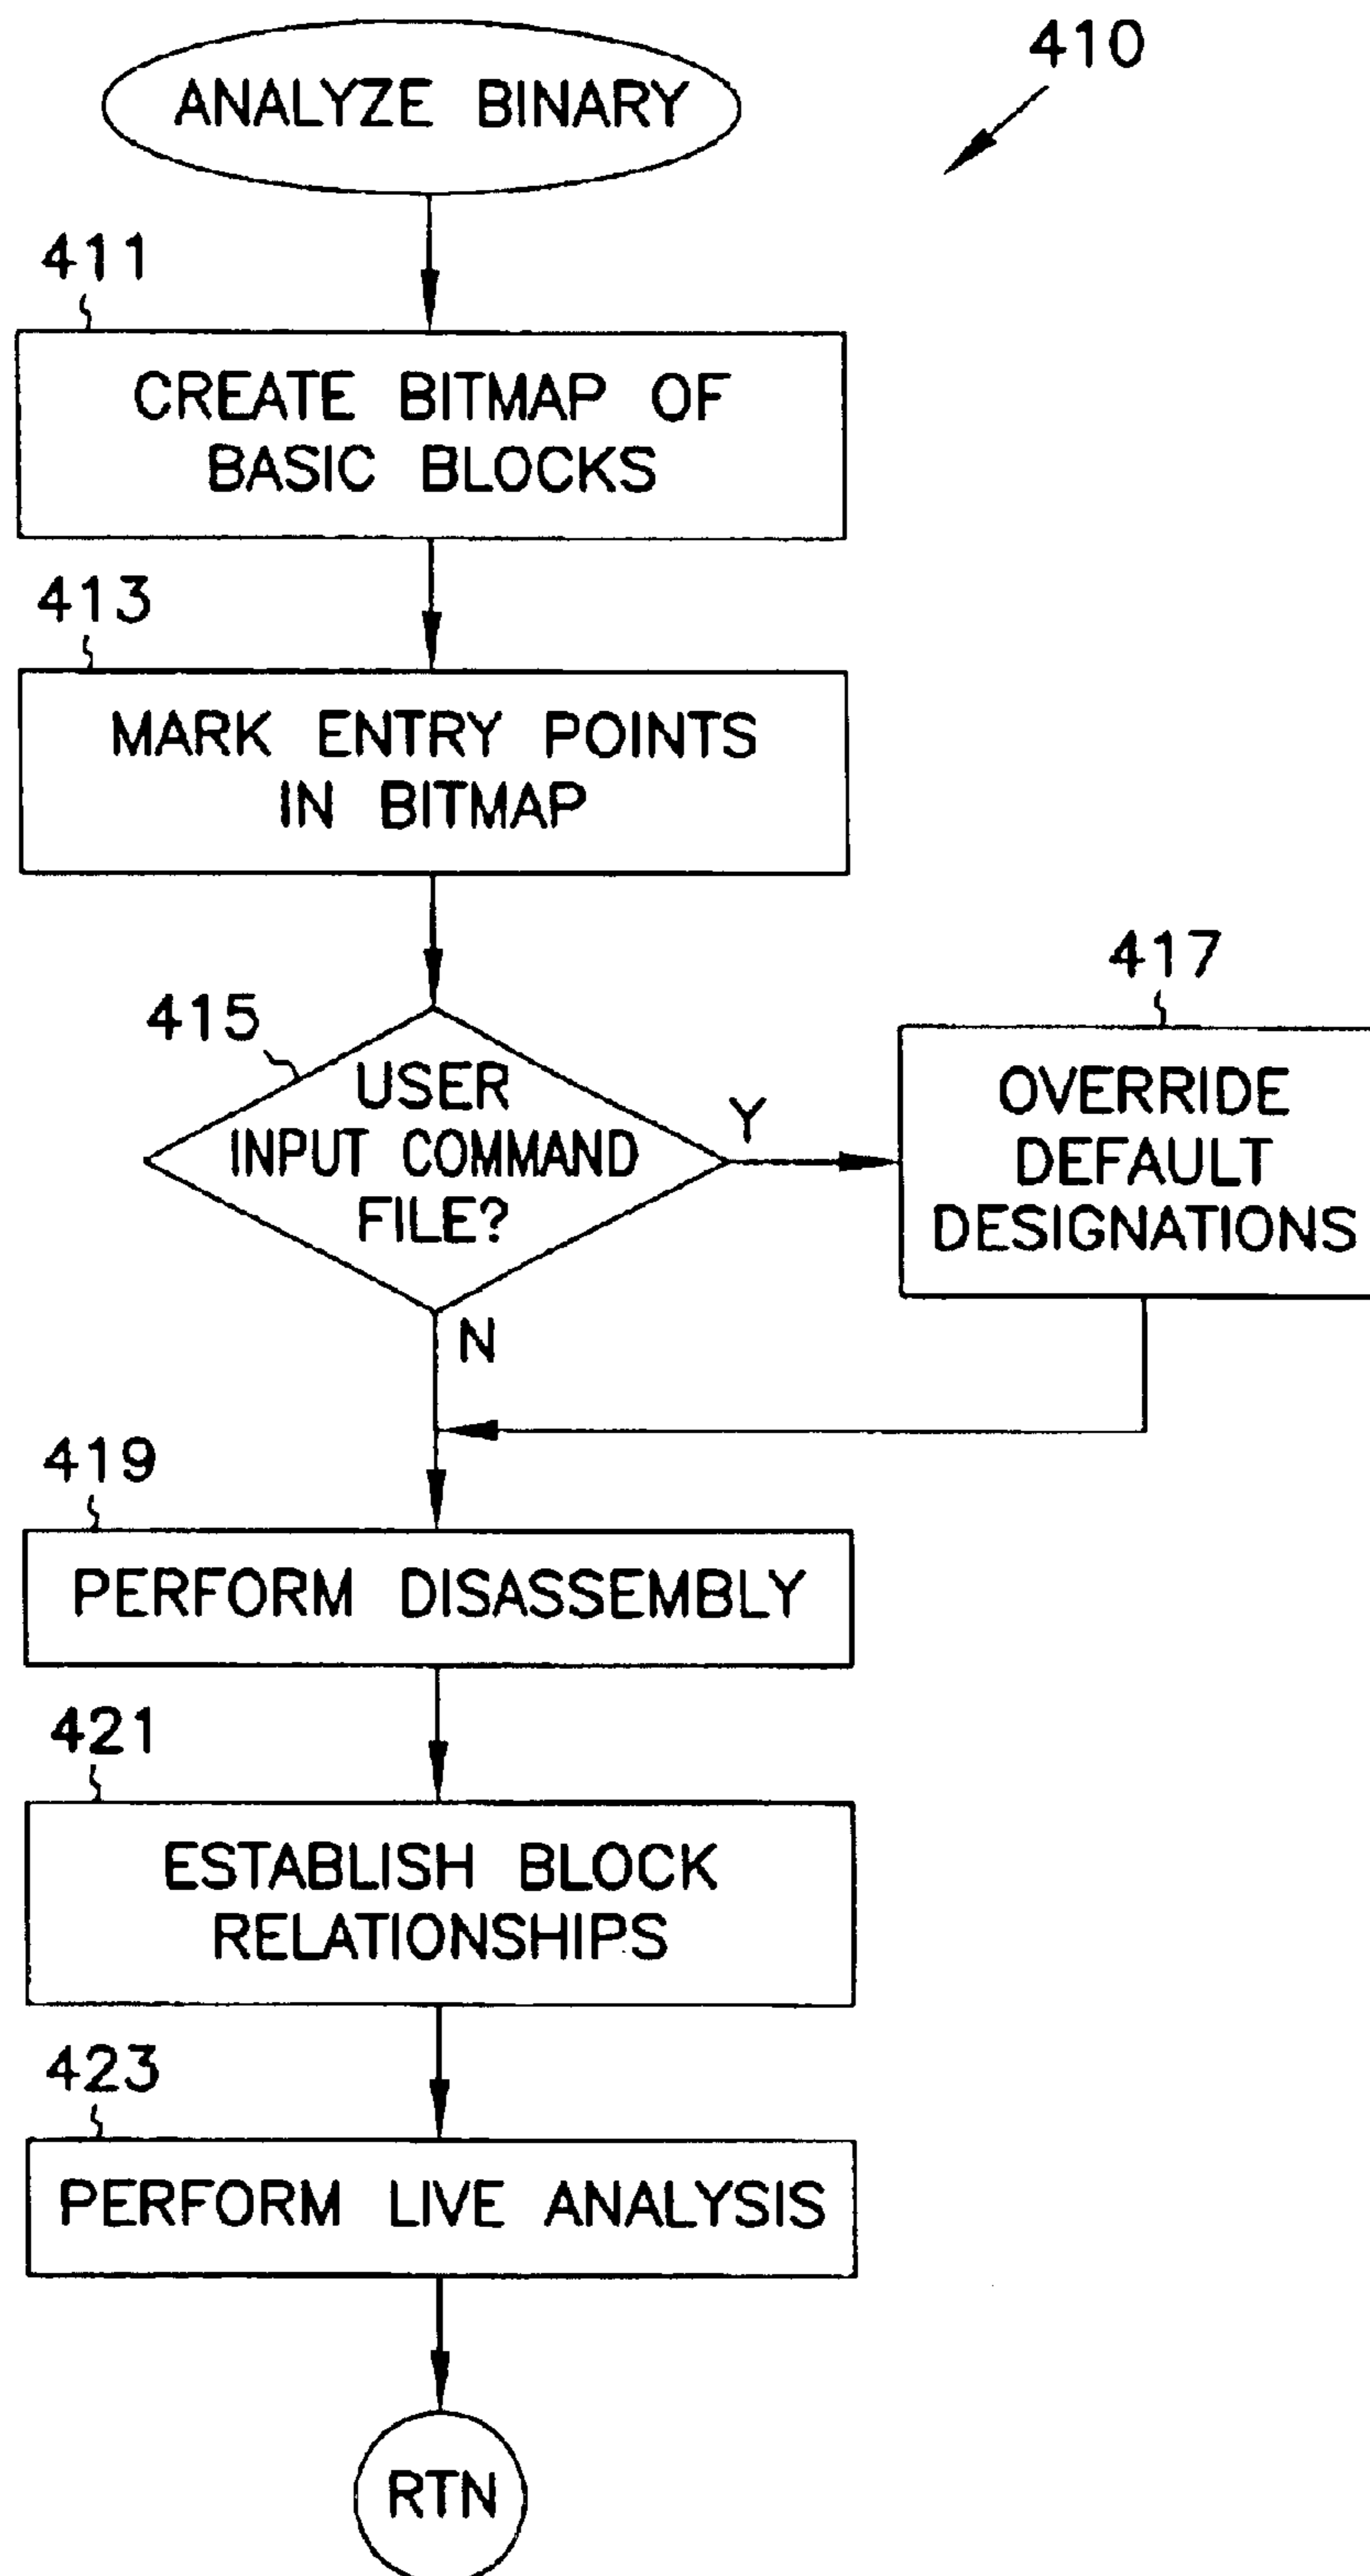 ANALYZE BINARY
410
411
CREATE BITMAP OF
BASIC BLOCKS
413
MARK ENTRY POINTS
IN BITMAP
415
USER
INPUT COMMAND
FILE?
Y
N
417
OVERRIDE
DEFAULT
DESIGNATIONS
419
PERFORM DISASSEMBLY
421
ESTABLISH BLOCK
RELATIONSHIPS
423
PERFORM LIVE ANALYSIS
RTN